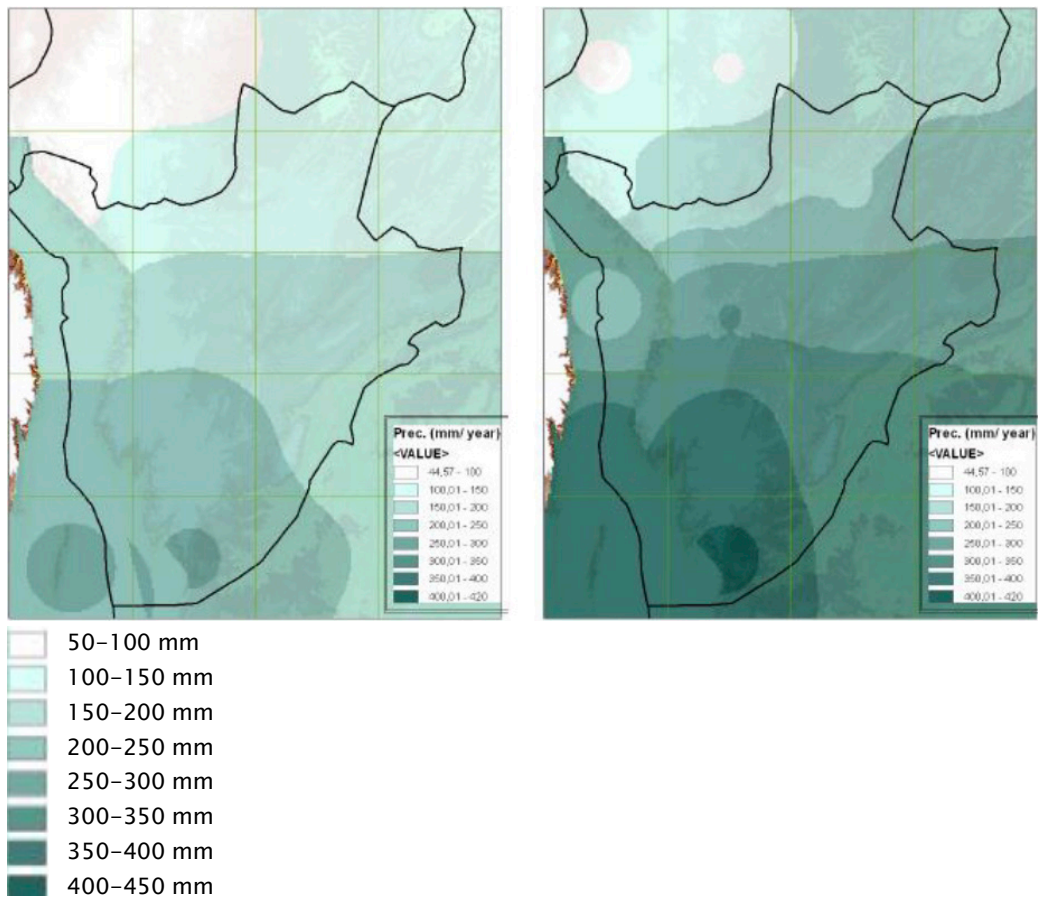 Prec. (mm/ year)
<VALUE>
44,57 - 100
100,01 - 150
150,01 - 200
200,01 - 250
250,01 - 300
300,01 - 350
350,01 - 400
400,01 - 420
Prec. (mm/ year)
<VALUE>
44,57 - 100
100,01 - 150
150,01 - 200
200,01 - 250
250,01 - 300
300,01 - 350
350,01 - 400
400,01 - 420
50–100 mm
100–150 mm
150–200 mm
200–250 mm
250–300 mm
300–350 mm
350–400 mm
400–450 mm